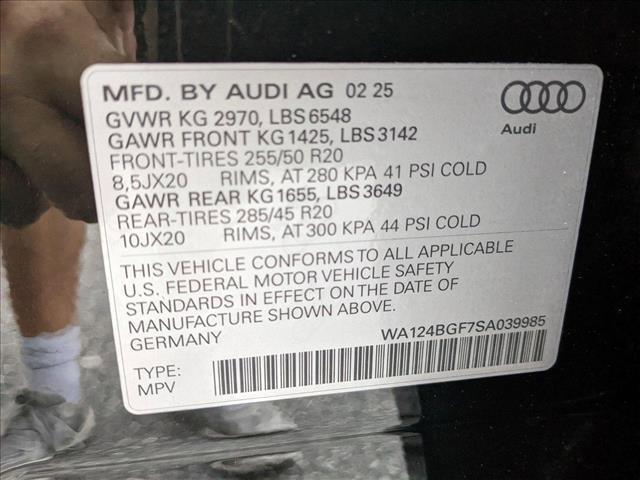 MFD. BY AUDI AG 02 25
GVWR KG 2970, LBS 6548
GAWR FRONT KG 1425, LBS 3142
FRONT-TIRES 255/50 R20
8,5JX20 RIMS, AT 280 KPA 41 PSI COLD
GAWR REAR KG 1655, LBS 3649
REAR-TIRES 285/45 R20
10JX20 RIMS, AT 300 KPA 44 PSI COLD
Audi
THIS VEHICLE CONFORMS TO ALL APPLICABLE
U.S. FEDERAL MOTOR VEHICLE SAFETY
STANDARDS IN EFFECT ON THE DATE OF
MANUFACTURE SHOWN ABOVE.
GERMANY
WA124BGF7SA039985
TYPE:
MPV